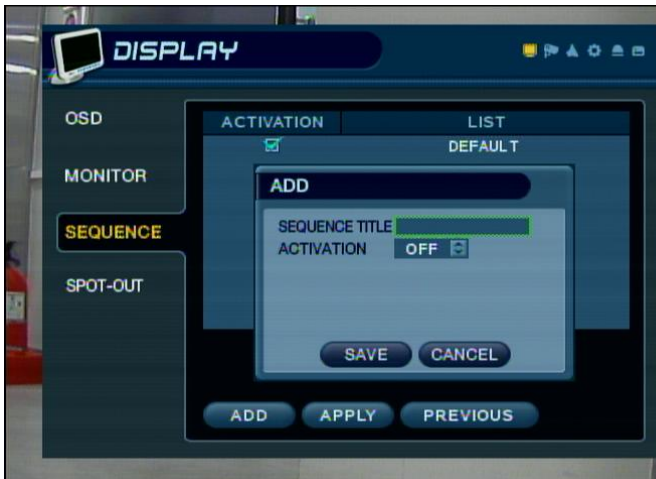 DISPLAY
OSD
MONITOR
SEQUENCE
SPOT-OUT
ACTIVATION LIST
DEFAULT
ADD
SEQUENCE TITLE
ACTIVATION OFF
SAVE CANCEL
ADD APPLY PREVIOUS